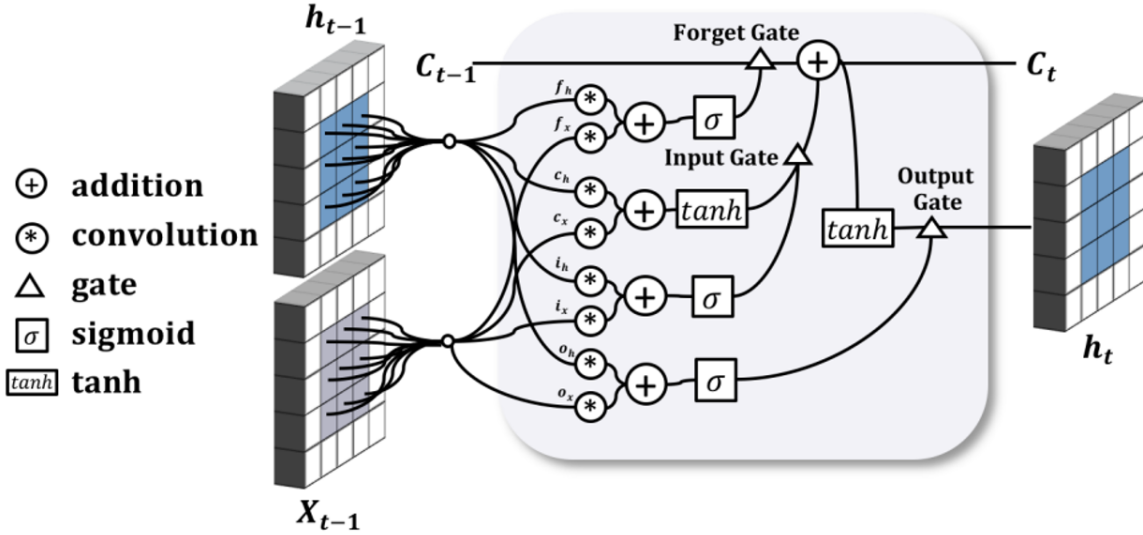 h_{t-1}
Forget Gate
C_{t-1}
C_t
f_h
*
+
f_x
*
+
σ
Input Gate
c_h
*
+
tanh
c_x
*
Output
Gate
tanh
i_h
*
+
σ
i_x
*
o_h
*
+
σ
o_x
*
h_t
X_{t-1}
+ addition
* convolution
gate
σ sigmoid
tanh tanh